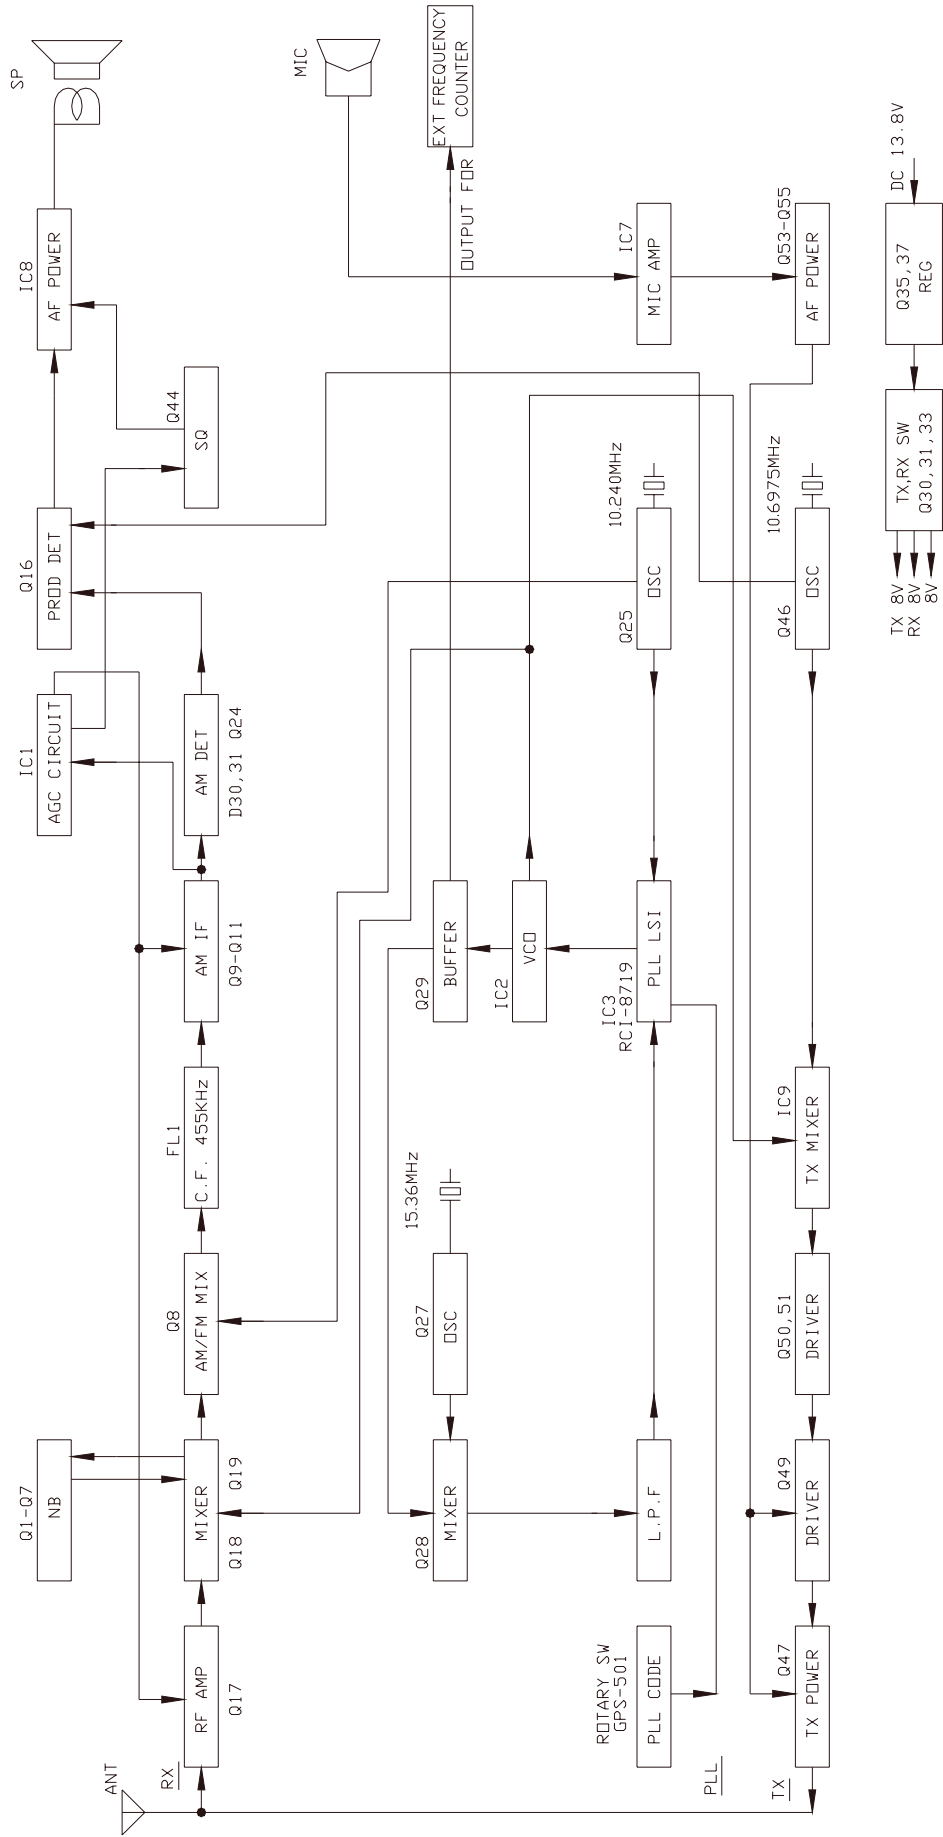 ANT
RX
RF AMP
Q17
Q1-Q7
NB
MIXER
Q18
Q19
Q8
AM/FM MIX
FL1
C.F. 455KHz
AM IF
Q9-Q11
IC1
AGC CIRCUIT
AM DET
D30,31 Q24
Q16
PROD DET
Q44
SQ
IC8
AF POWER
SP
MIC
EXT FREQUENCY
COUNTER
OUTPUT FOR
Q28
MIXER
Q27
OSC
15.36MHz
Q29
BUFFER
IC2
VCO
ROTARY SW
GPS-501
PLL CODE
PLL
L.P.F
IC3
RCI-8719
PLL LSI
Q25
OSC
10.240MHz
IC7
MIC AMP
TX
Q47
TX POWER
Q49
DRIVER
Q50,51
DRIVER
IC9
TX MIXER
Q46
OSC
10.6975MHz
Q53-Q55
AF POWER
TX 8V
RX 8V
8V
TX,RX SW
Q30,31,33
Q35,37
REG
DC 13.8V